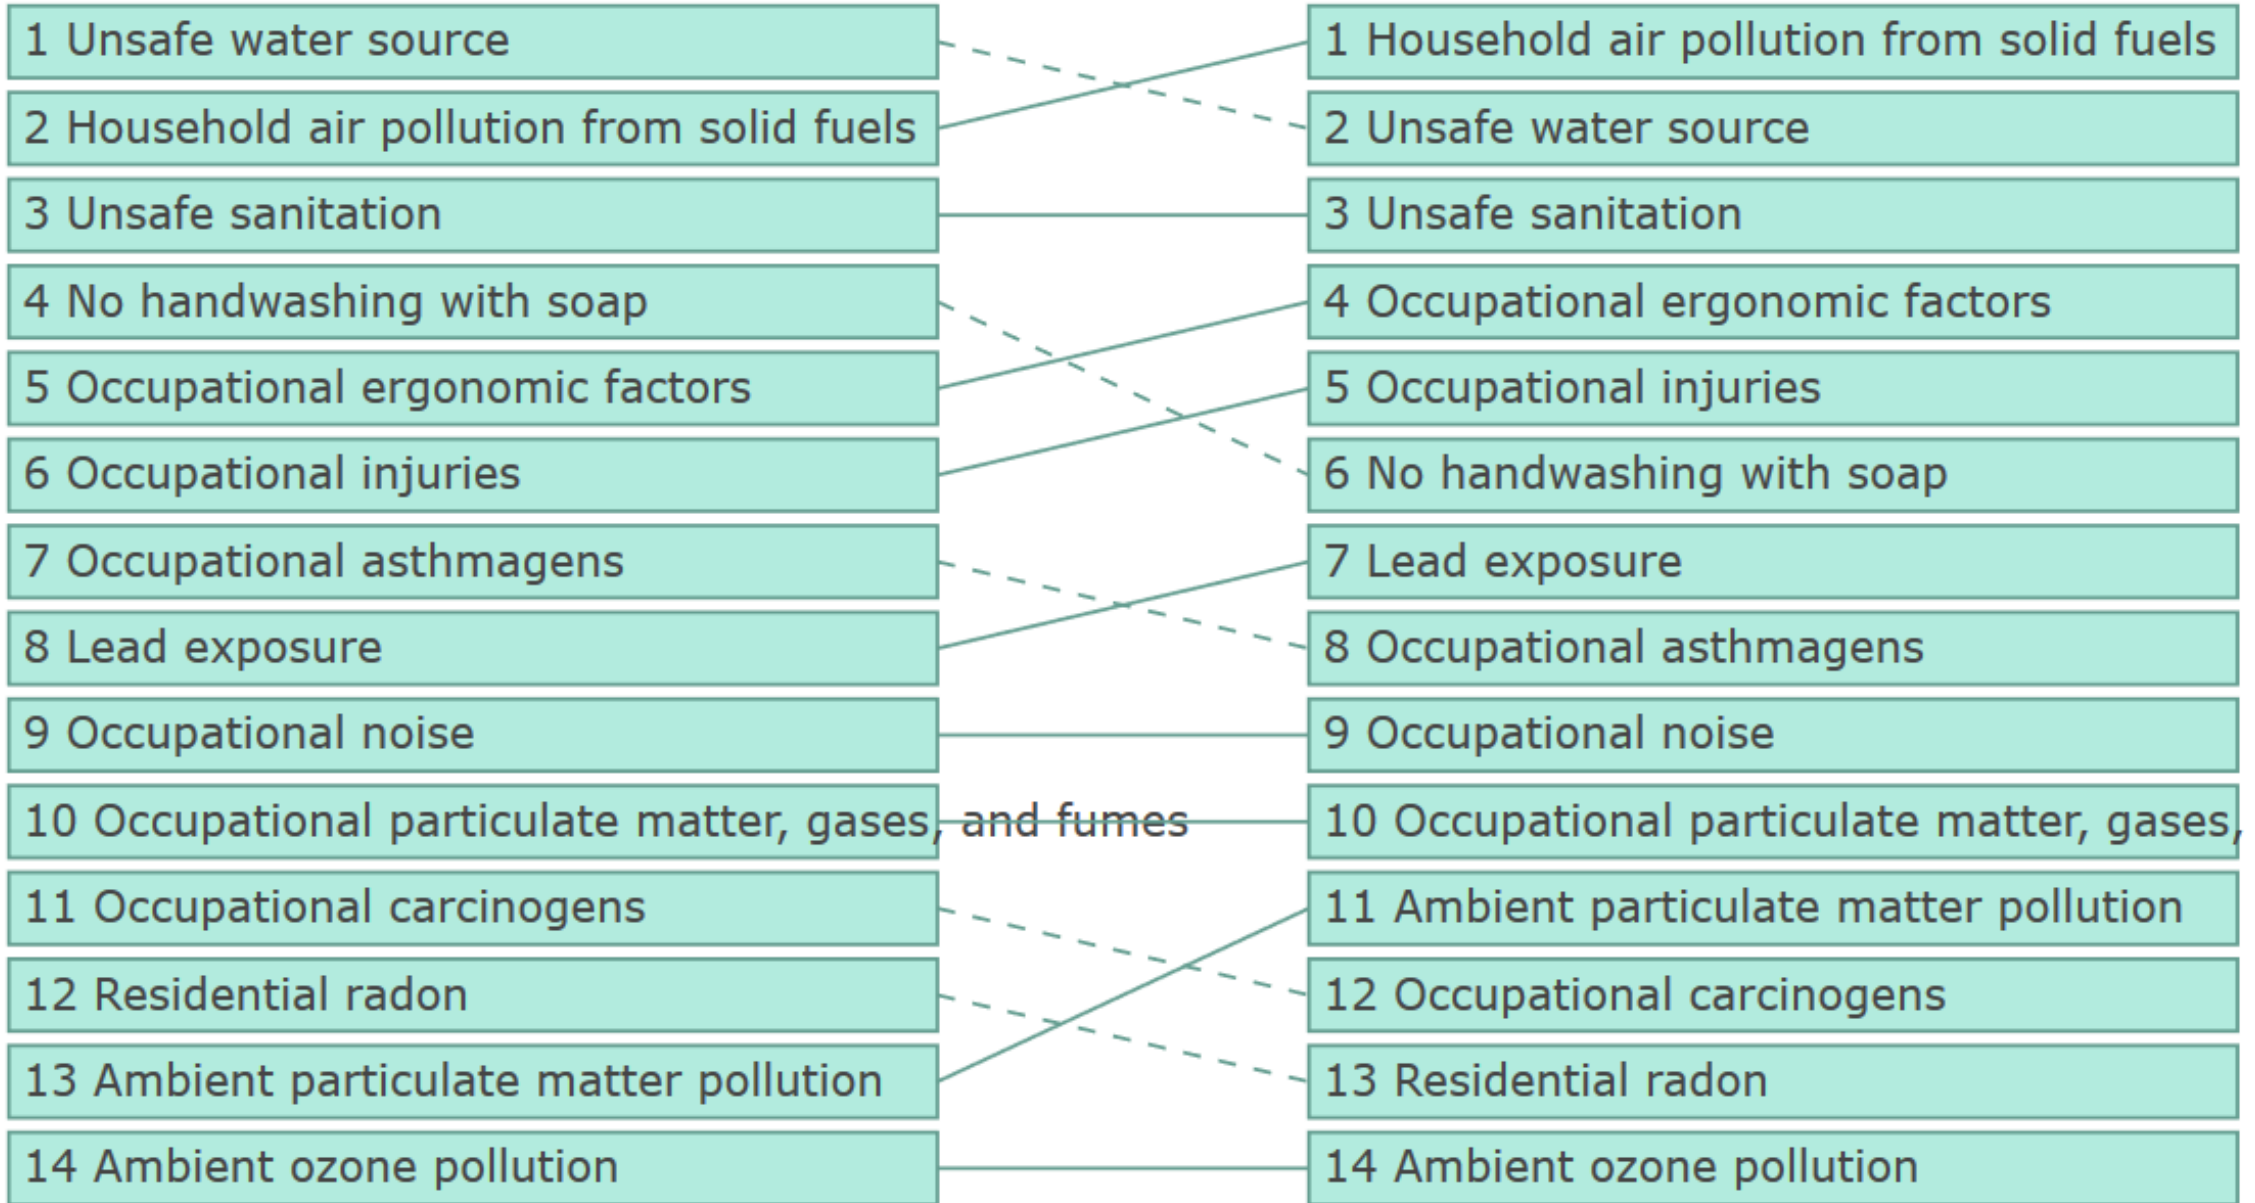 1 Unsafe water source
2 Household air pollution from solid fuels
3 Unsafe sanitation
4 No handwashing with soap
5 Occupational ergonomic factors
6 Occupational injuries
7 Occupational asthmagens
8 Lead exposure
9 Occupational noise
10 Occupational particulate matter, gases, and fumes
11 Occupational carcinogens
12 Residential radon
13 Ambient particulate matter pollution
14 Ambient ozone pollution
1 Household air pollution from solid fuels
2 Unsafe water source
3 Unsafe sanitation
4 Occupational ergonomic factors
5 Occupational injuries
6 No handwashing with soap
7 Lead exposure
8 Occupational asthmagens
9 Occupational noise
10 Occupational particulate matter, gases,
11 Ambient particulate matter pollution
12 Occupational carcinogens
13 Residential radon
14 Ambient ozone pollution